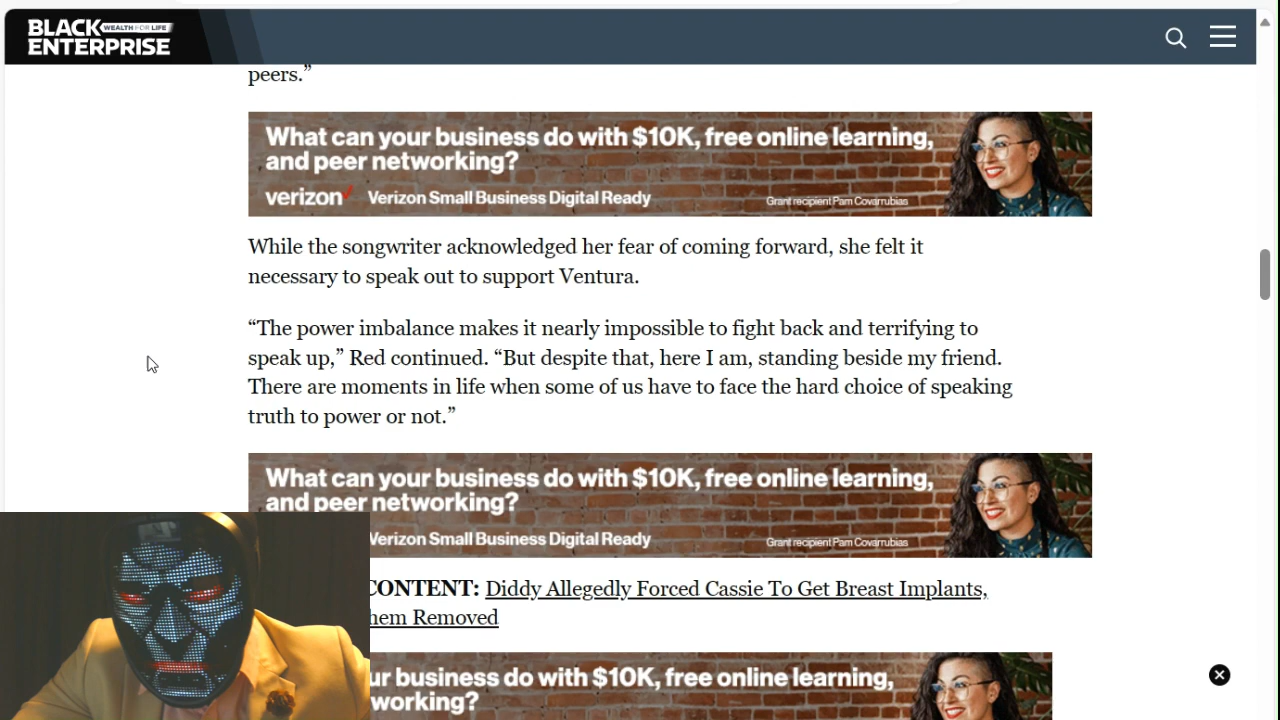 BLACK WEALTH FOR LIFE
ENTERPRISE
peers.”
What can your business do with $10K, free online learning,
and peer networking?
verizon Verizon Small Business Digital Ready Grant recipient Pam Covarrubias
While the songwriter acknowledged her fear of coming forward, she felt it
necessary to speak out to support Ventura.
“The power imbalance makes it nearly impossible to fight back and terrifying to
speak up,” Red continued. “But despite that, here I am, standing beside my friend.
There are moments in life when some of us have to face the hard choice of speaking
truth to power or not.”
What can your business do with $10K, free online learning,
and peer networking?
Verizon Small Business Digital Ready Grant recipient Pam Covarrubias
CONTENT: Diddy Allegedly Forced Cassie To Get Breast Implants,
hem Removed
ur business do with $10K, free online learning,
working?